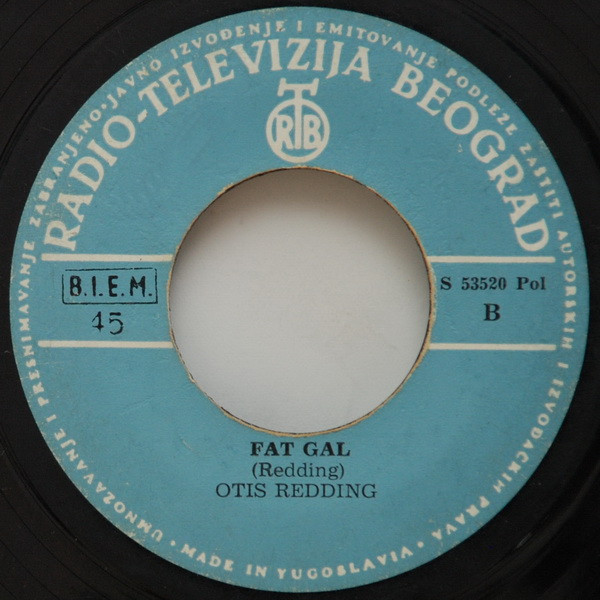 UMNOZAVANJE I PRESNIMAVANJE ZABRANJENO·JAVNO IZVOĐENJE I EMITOVANJE PODLEŽE ZAŠTITI AUTORSKIH I IZVOĐAČKIH PRAVA
RADIO-TELEVIZIJA BEOGRAD
RTB
B.I.E.M.
45
S 53520 Pol
B
FAT GAL
(Redding)
OTIS REDDING
· MADE IN YUGOSLAVIA ·